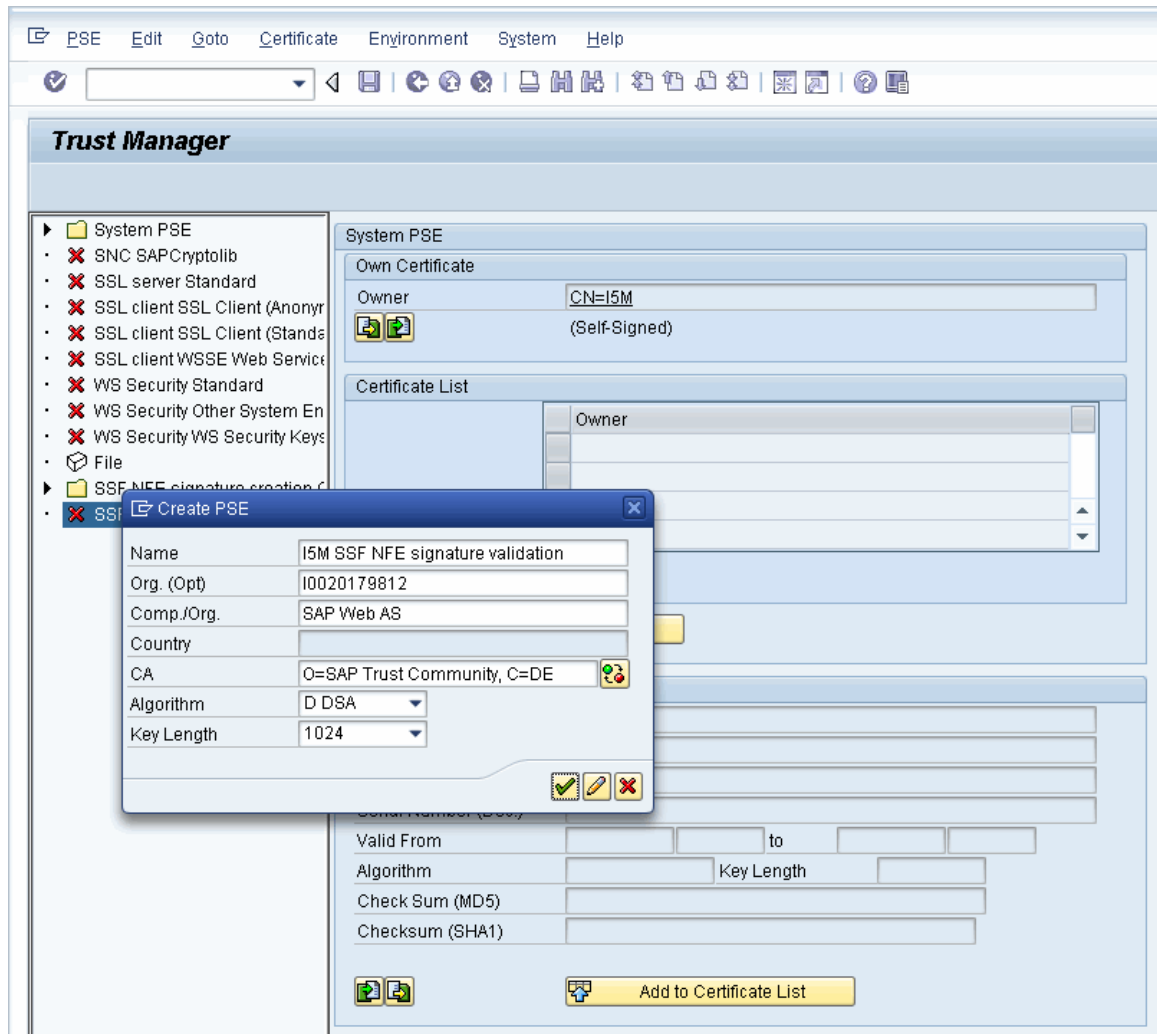 PSE Edit Goto Certificate Environment System Help
Trust Manager
System PSE
SNC SAPCryptolib
SSL server Standard
SSL client SSL Client (Anonyr
SSL client SSL Client (Standa
SSL client WSSE Web Service
WS Security Standard
WS Security Other System En
WS Security WS Security Keys
File
SSF NFE signature creation
SSF
System PSE
Own Certificate
Owner CN=I5M
(Self-Signed)
Certificate List
Owner
Create PSE
Name I5M SSF NFE signature validation
Org. (Opt) I0020179812
Comp./Org. SAP Web AS
Country
CA O=SAP Trust Community, C=DE
Algorithm D DSA
Key Length 1024
Valid From to
Algorithm Key Length
Check Sum (MD5)
Checksum (SHA1)
Add to Certificate List